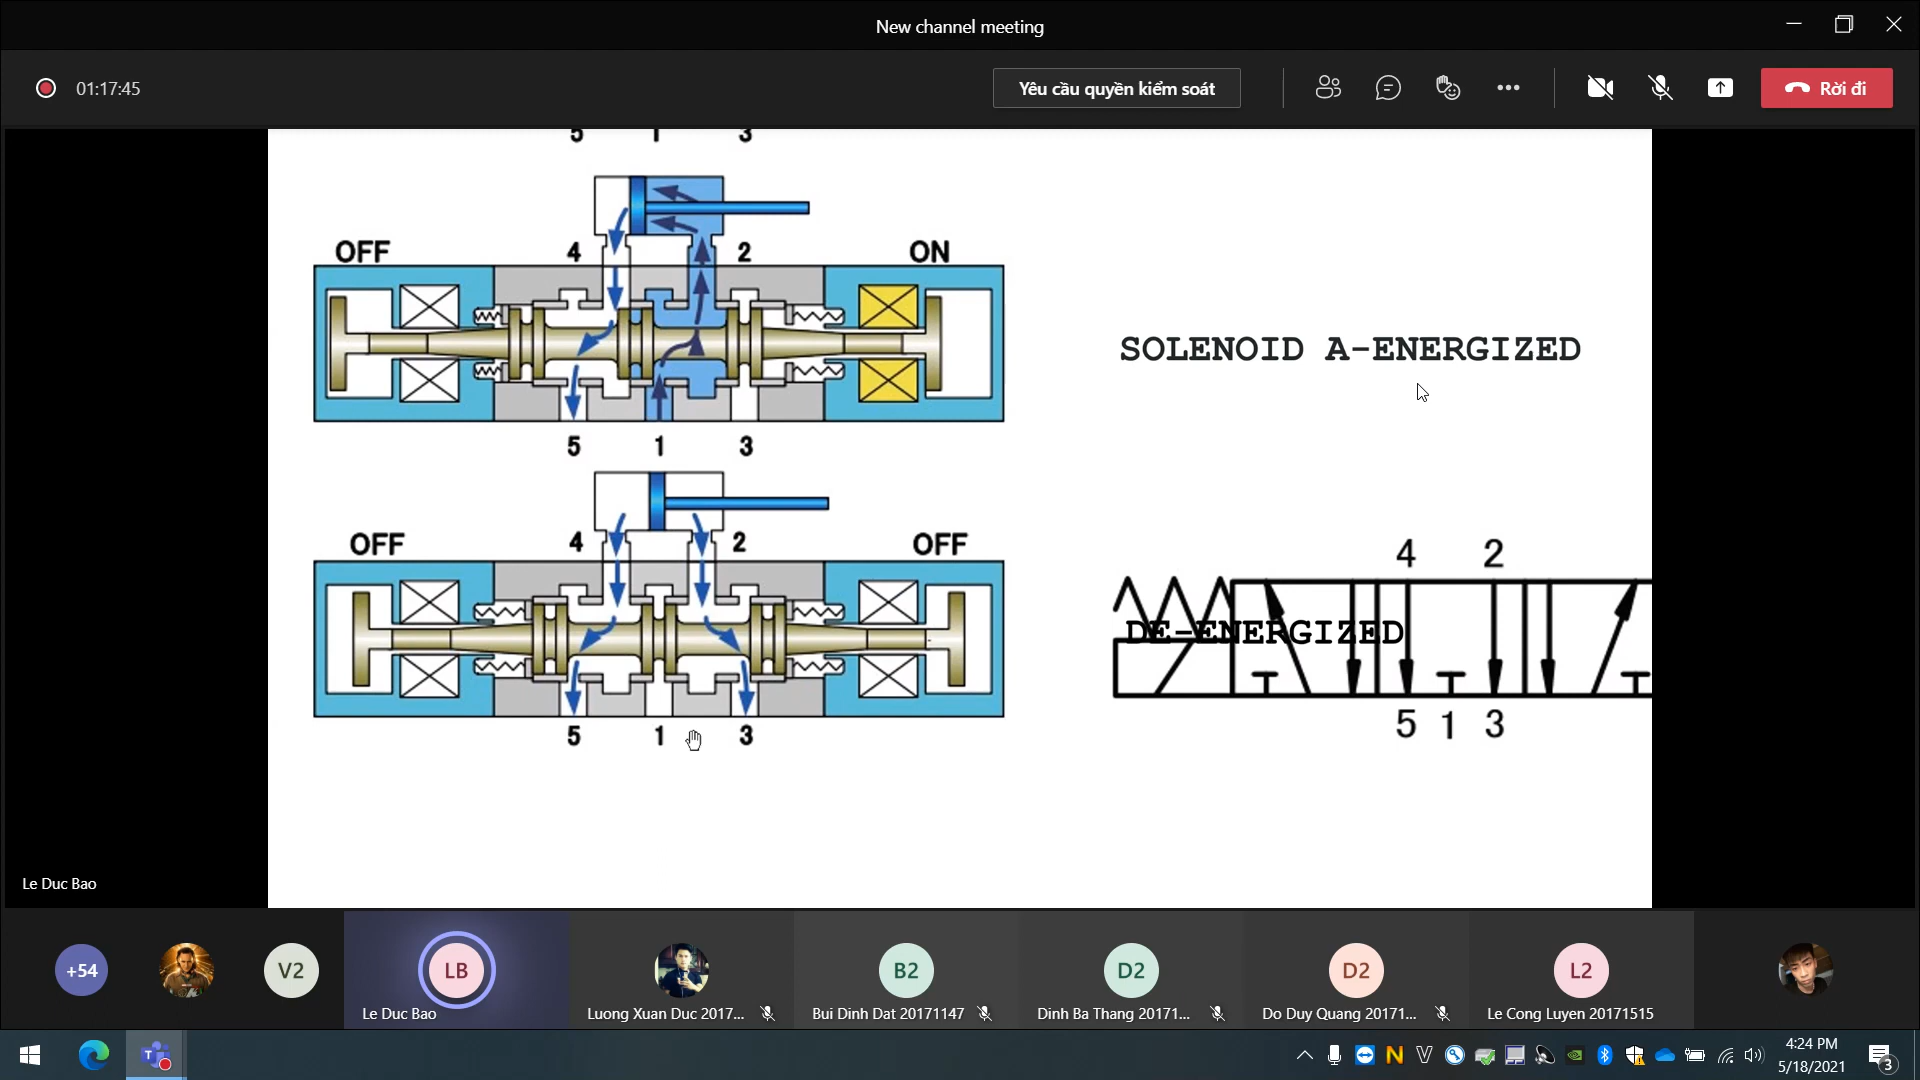 New channel meeting
01:17:45
Yêu cầu quyền kiểm soát
Rời đi
5 1 3
4 2
OFF ON
SOLENOID A-ENERGIZED
5 1 3
4 2
OFF OFF
4 2
DE-ENERGIZED
5 1 3
5 1 3
Le Duc Bao
+54
V2
LB
B2
D2
D2
L2
Le Duc Bao
Luong Xuan Duc 2017...
Bui Dinh Dat 20171147
Dinh Ba Thang 20171...
Do Duy Quang 20171...
Le Cong Luyen 20171515
4:24 PM
5/18/2021
3